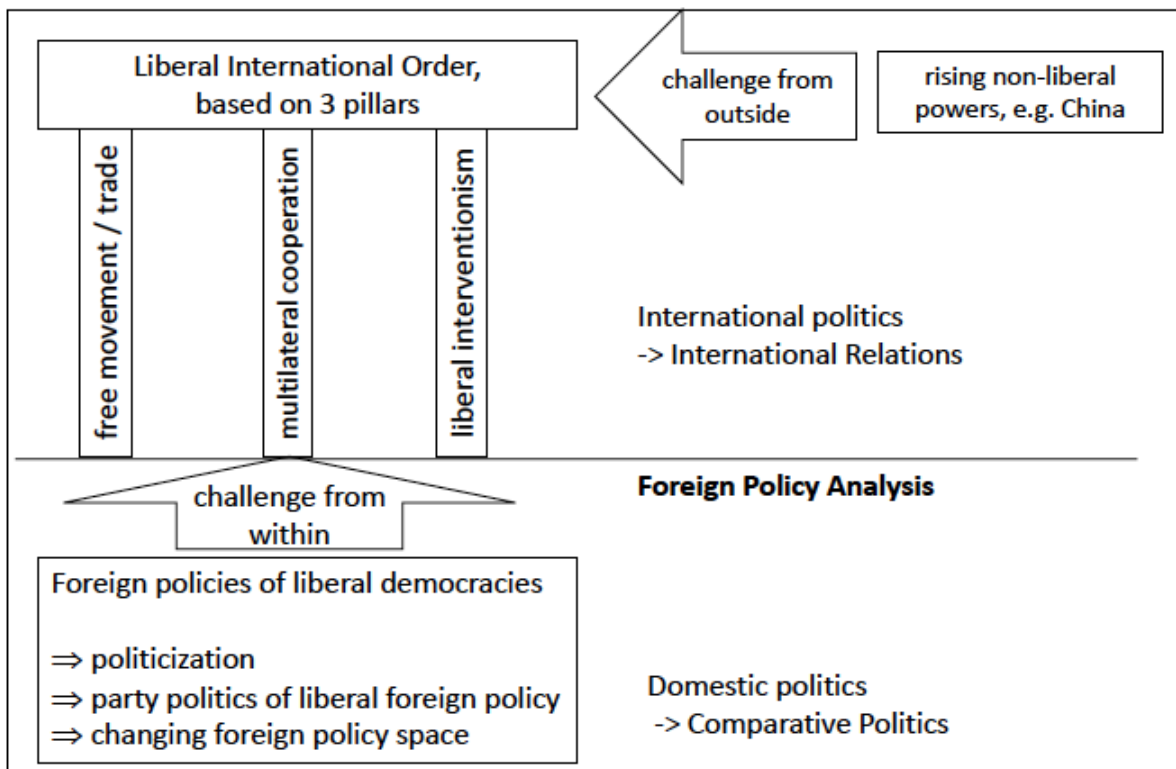 Liberal International Order,
based on 3 pillars
challenge from
outside
rising non-liberal
powers, e.g. China
free movement / trade
multilateral cooperation
liberal interventionism
International politics
-> International Relations
Foreign Policy Analysis
challenge from
within
Foreign policies of liberal democracies
⇒ politicization
⇒ party politics of liberal foreign policy
⇒ changing foreign policy space
Domestic politics
-> Comparative Politics